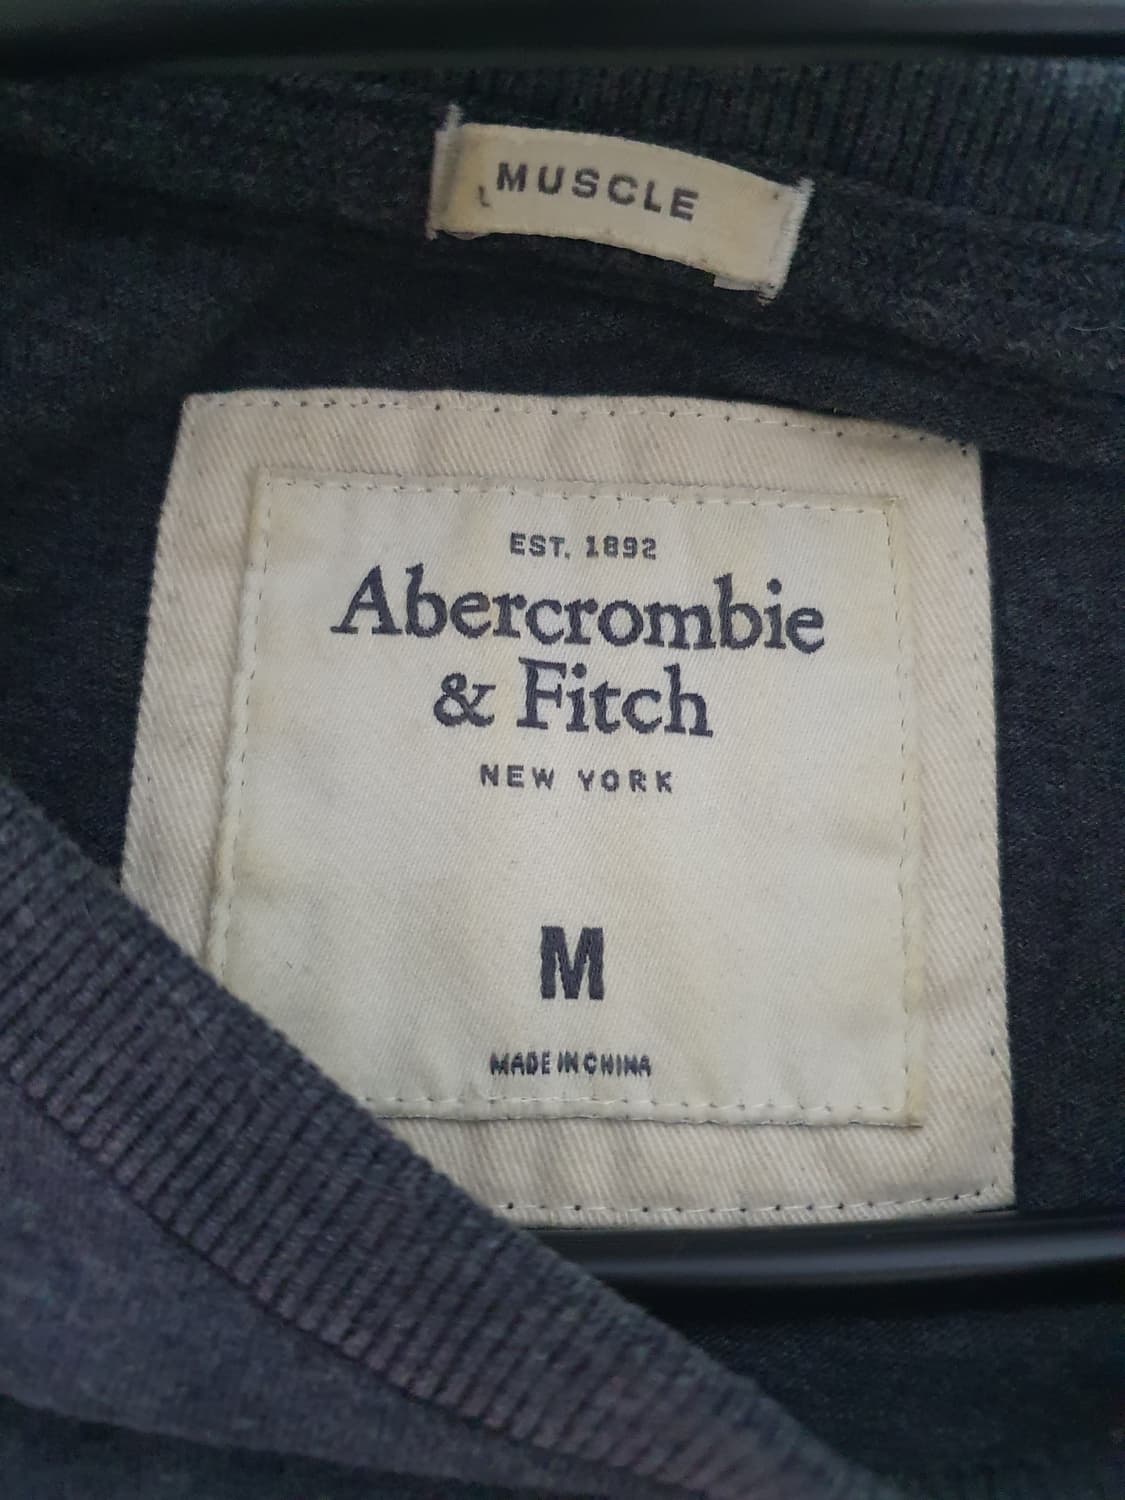 MUSCLE
EST. 1892
Abercrombie
& Fitch
NEW YORK
M
MADE IN CHINA